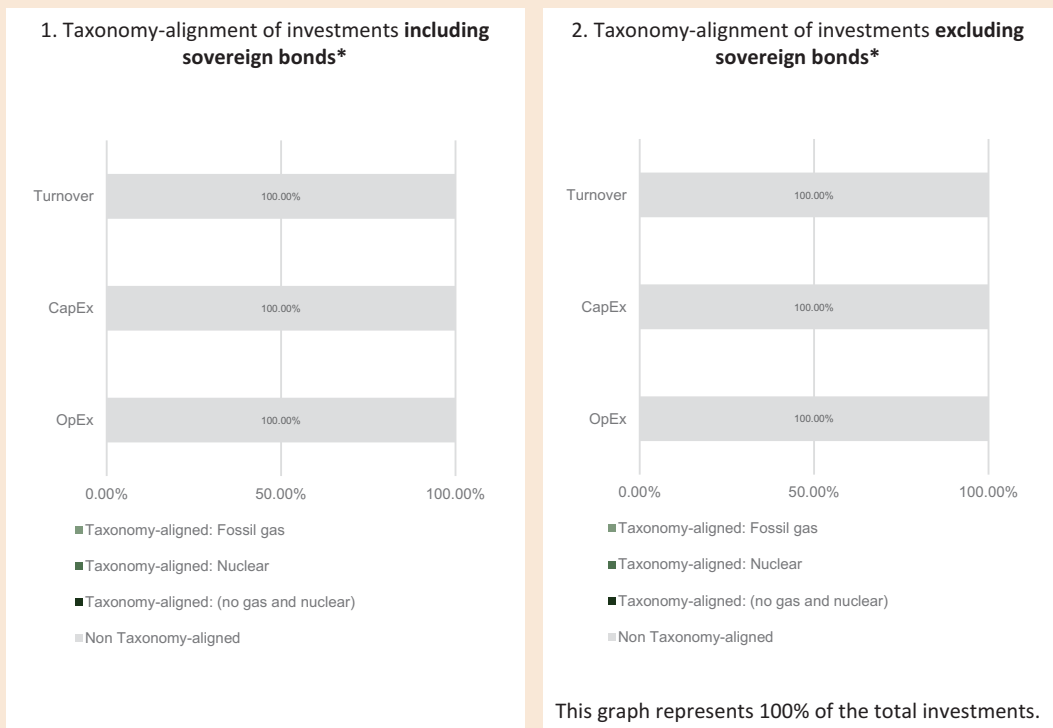 1. Taxonomy-alignment of investments including
sovereign bonds*
Turnover
100.00%
CapEx
100.00%
OpEx
100.00%
0.00%
50.00%
100.00%
Taxonomy-aligned: Fossil gas
Taxonomy-aligned: Nuclear
Taxonomy-aligned: (no gas and nuclear)
Non Taxonomy-aligned
2. Taxonomy-alignment of investments excluding
sovereign bonds*
Turnover
100.00%
CapEx
100.00%
OpEx
100.00%
0.00%
50.00%
100.00%
Taxonomy-aligned: Fossil gas
Taxonomy-aligned: Nuclear
Taxonomy-aligned: (no gas and nuclear)
Non Taxonomy-aligned
This graph represents 100% of the total investments.